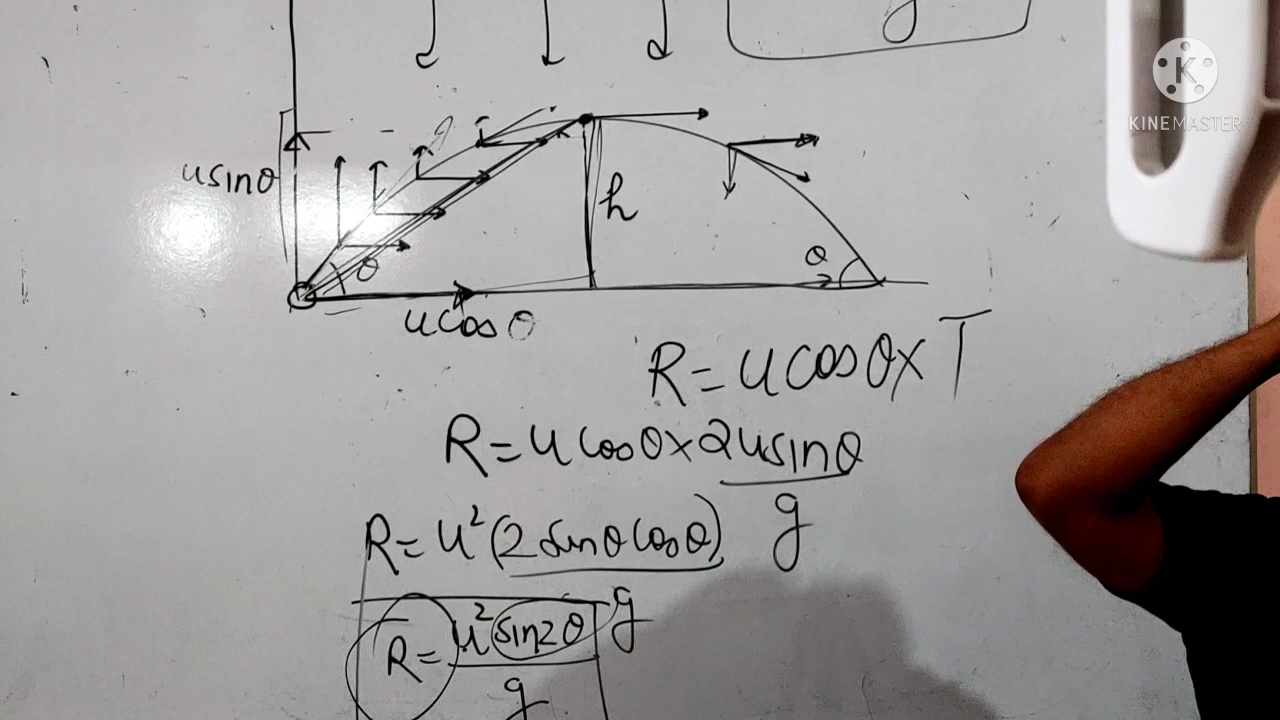 g
KINEMASTER
usinθ
h
θ
θ
ucosθ
R=ucosθ×T
R=ucosθ×2usinθ
g
R=u²(2sinθcosθ)
g
R=u²sin2θ
g